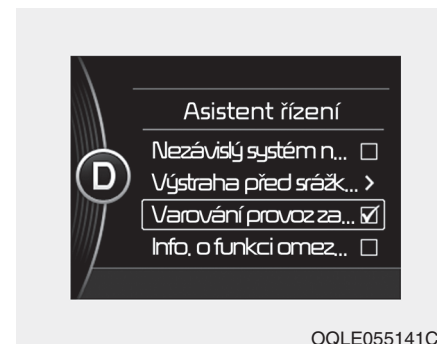 Asistent řízení
D
Nezávislý systém n...
Výstraha před srážk... >
Varování provoz za...
Info. o funkci omez...
OQLE055141C